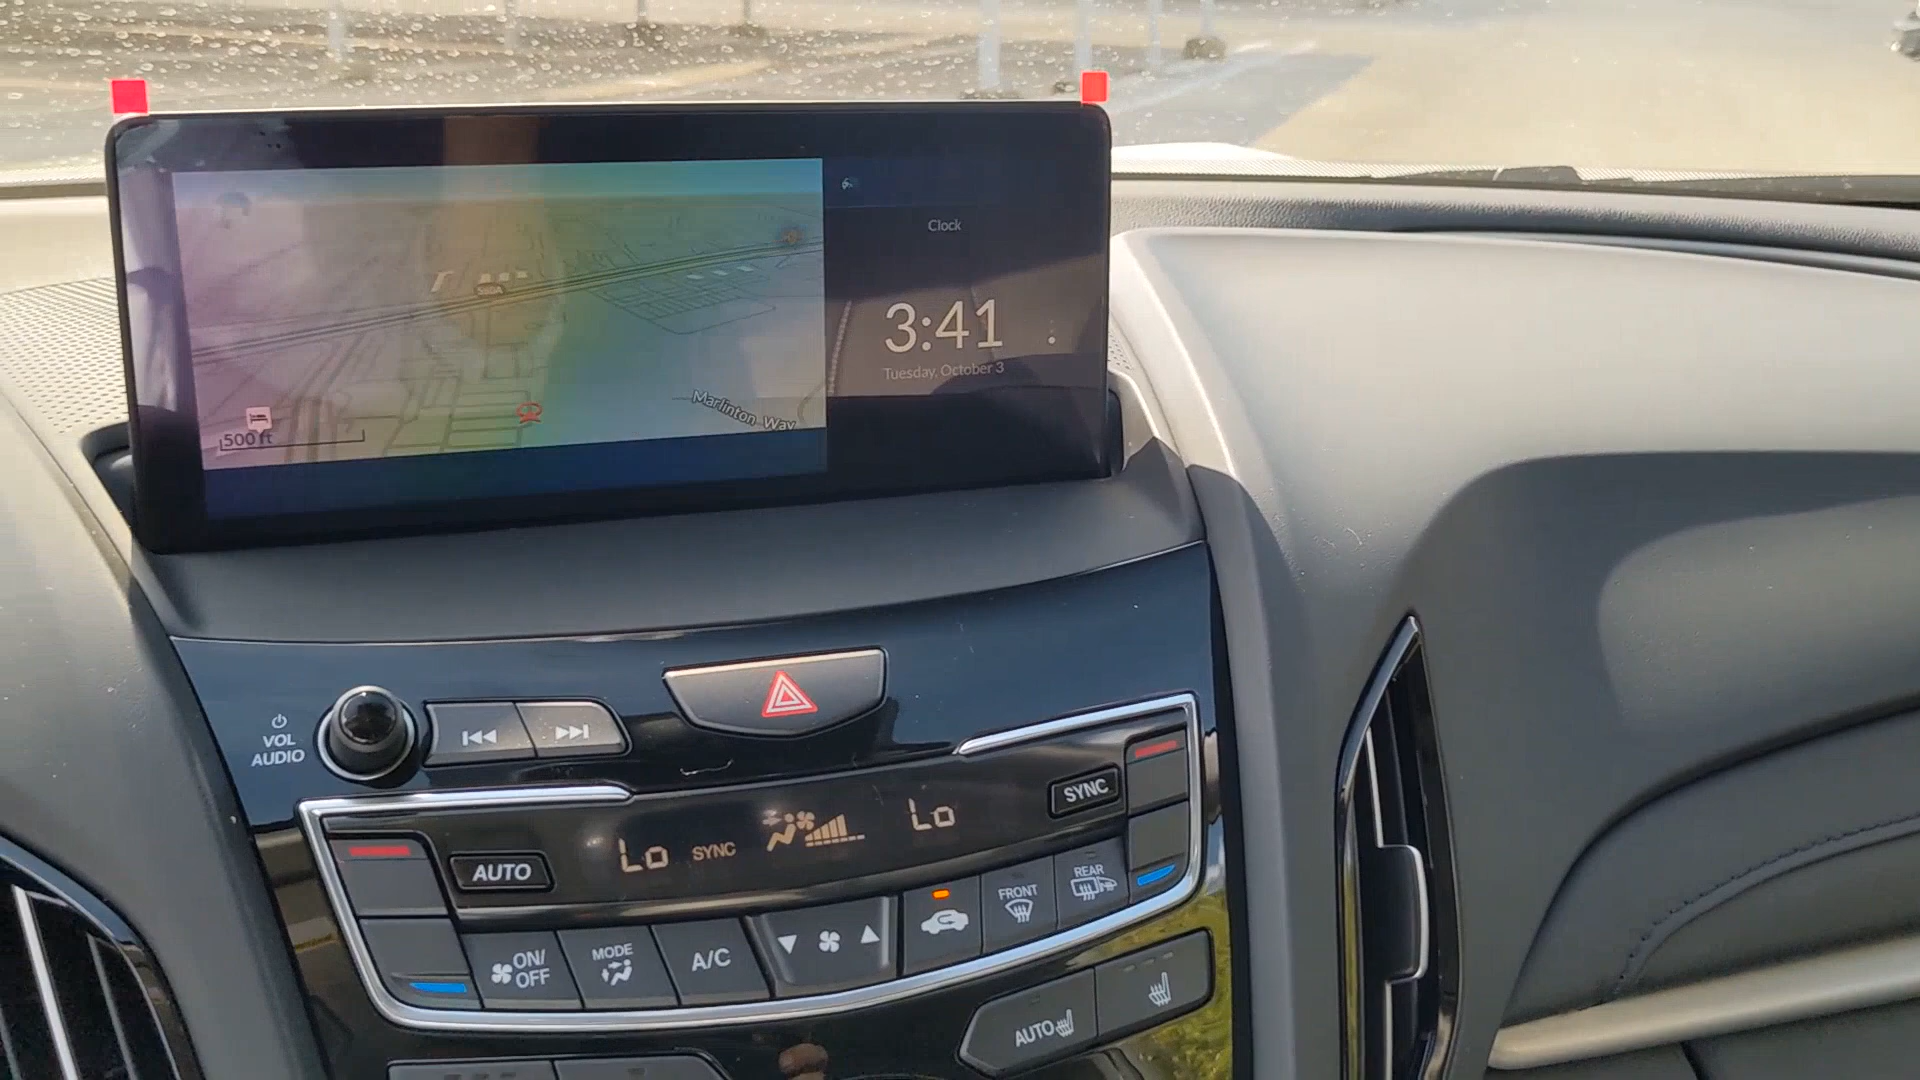 Clock
3:41
Tuesday, October 3
Marlinton Way
500 ft
VOL
AUDIO
SYNC
Lo SYNC Lo
AUTO
ON/
OFF
MODE
A/C
FRONT
REAR
AUTO